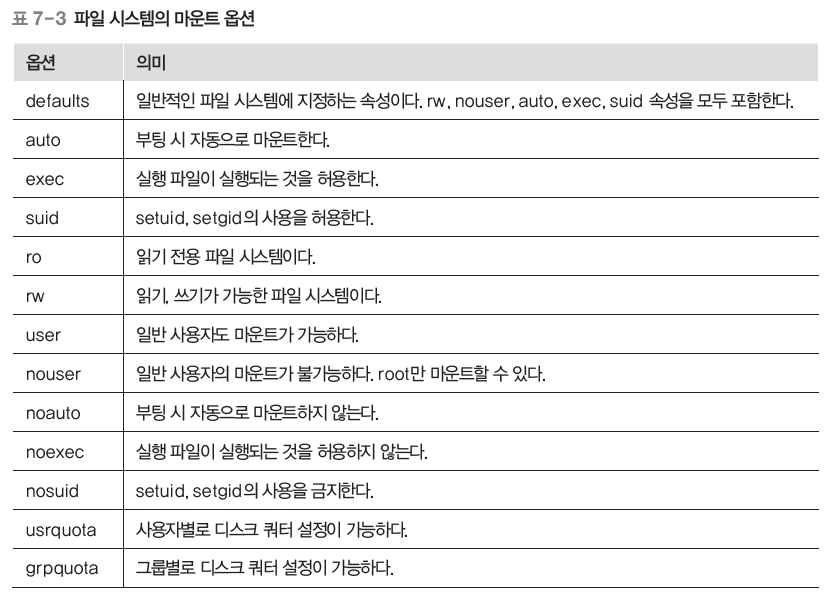 표 7-3 파일 시스템의 마운트 옵션
옵션 의미
defaults 일반적인 파일 시스템에 지정하는 속성이다. rw, nouser, auto, exec, suid 속성을 모두 포함한다.
auto 부팅 시 자동으로 마운트한다.
exec 실행 파일이 실행되는 것을 허용한다.
suid setuid, setgid의 사용을 허용한다.
ro 읽기 전용 파일 시스템이다.
rw 읽기, 쓰기가 가능한 파일 시스템이다.
user 일반 사용자도 마운트가 가능하다.
nouser 일반 사용자의 마운트가 불가능하다. root만 마운트할 수 있다.
noauto 부팅 시 자동으로 마운트하지 않는다.
noexec 실행 파일이 실행되는 것을 허용하지 않는다.
nosuid setuid, setgid의 사용을 금지한다.
usrquota 사용자별로 디스크 쿼터 설정이 가능하다.
grpquota 그룹별로 디스크 쿼터 설정이 가능하다.